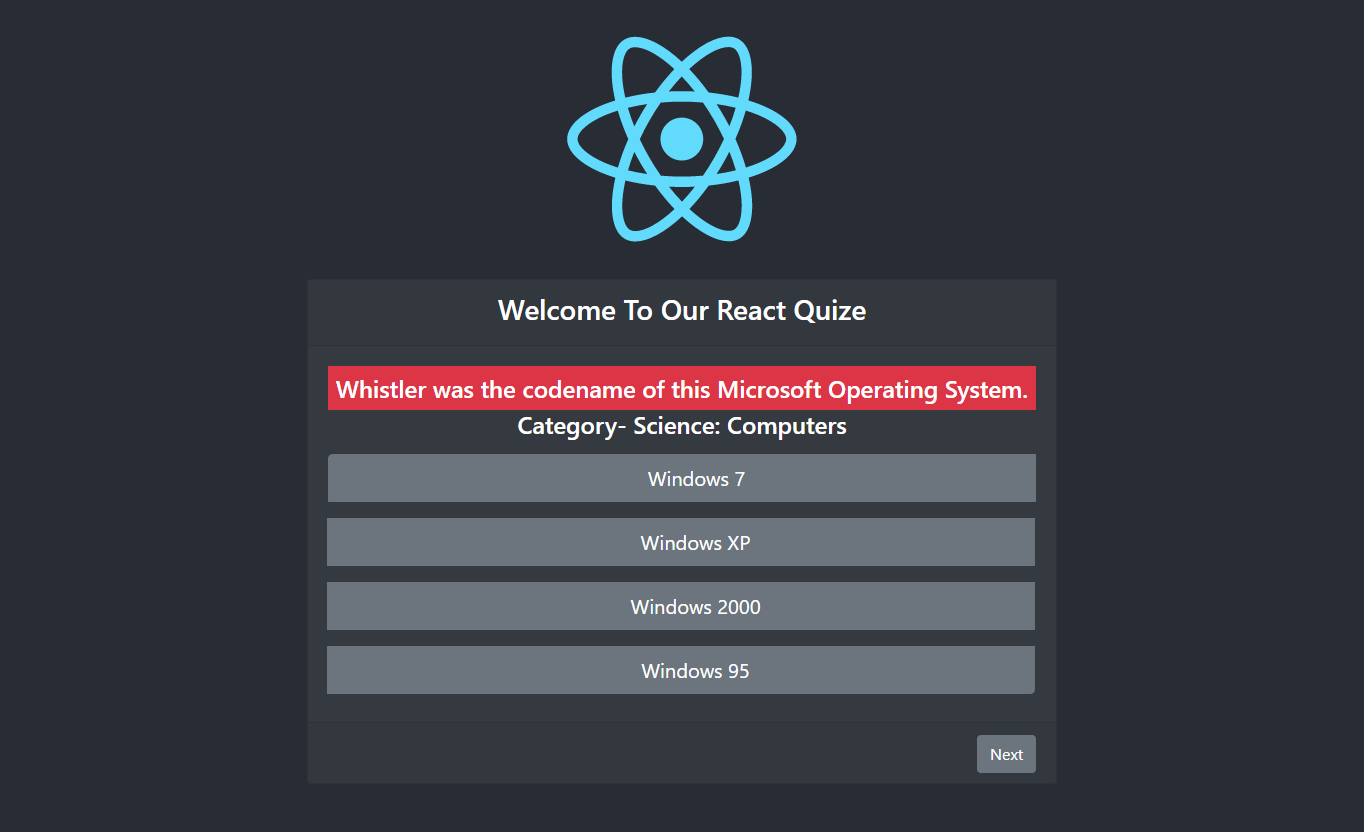 Welcome To Our React Quize
Whistler was the codename of this Microsoft Operating System.
Category- Science: Computers
Windows 7
Windows XP
Windows 2000
Windows 95
Next